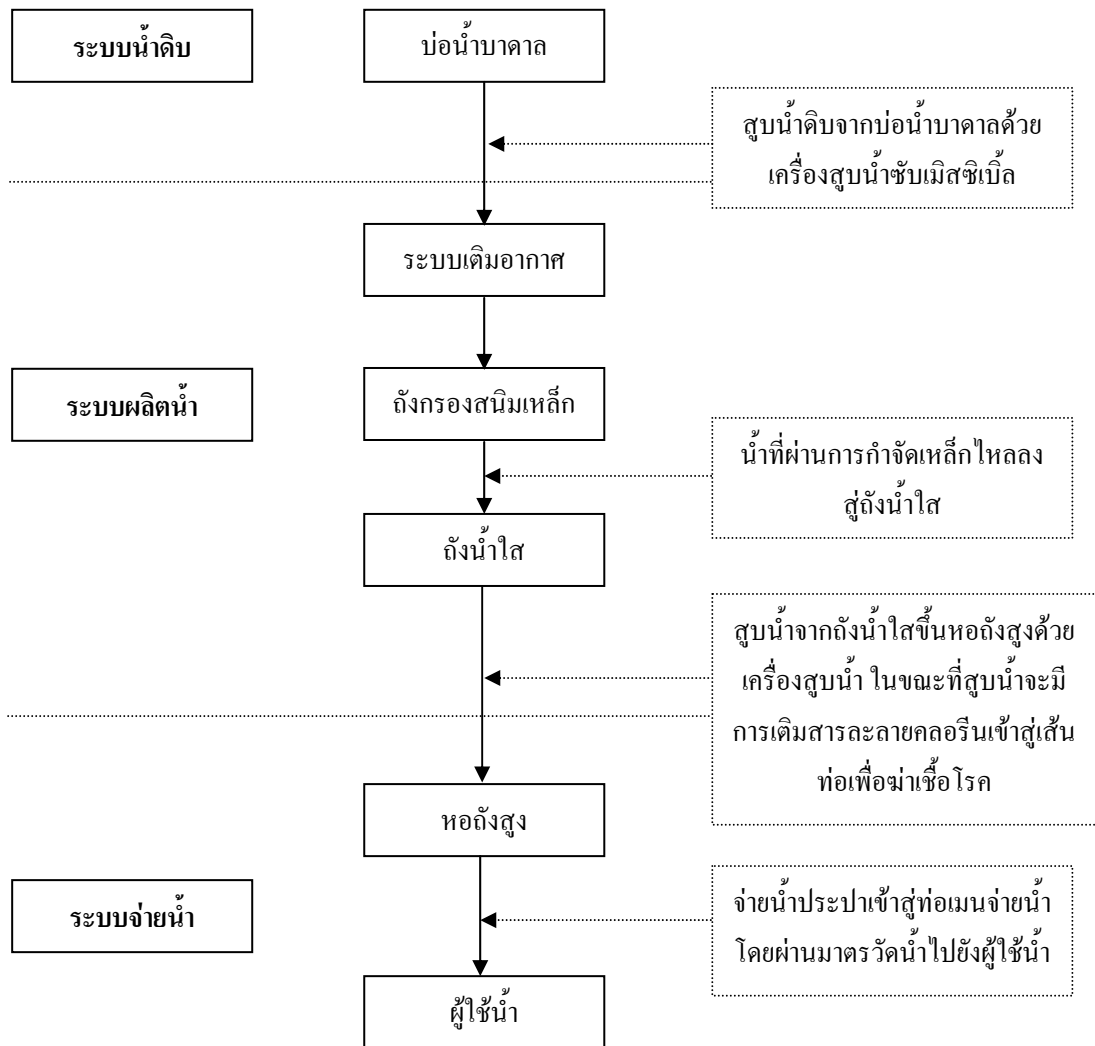 ระบบน้ำดิบ
บ่อน้ำบาดาล
สูบน้ำดิบจากบ่อน้ำบาดาลด้วย
เครื่องสูบน้ำซับเมิสซิเบิ้ล
ระบบเติมอากาศ
ระบบผลิตน้ำ
ถังกรองสนิมเหล็ก
น้ำที่ผ่านการกำจัดเหล็กไหลลง
สู่ถังน้ำใส
ถังน้ำใส
สูบน้ำจากถังน้ำใสขึ้นหอถังสูงด้วย
เครื่องสูบน้ำ ในขณะที่สูบน้ำจะมี
การเติมสารละลายคลอรีนเข้าสู่เส้น
ท่อเพื่อฆ่าเชื้อโรค
หอถังสูง
ระบบจ่ายน้ำ
จ่ายน้ำประปาเข้าสู่ท่อเมนจ่ายน้ำ
โดยผ่านมาตรวัดน้ำไปยังผู้ใช้น้ำ
ผู้ใช้น้ำ